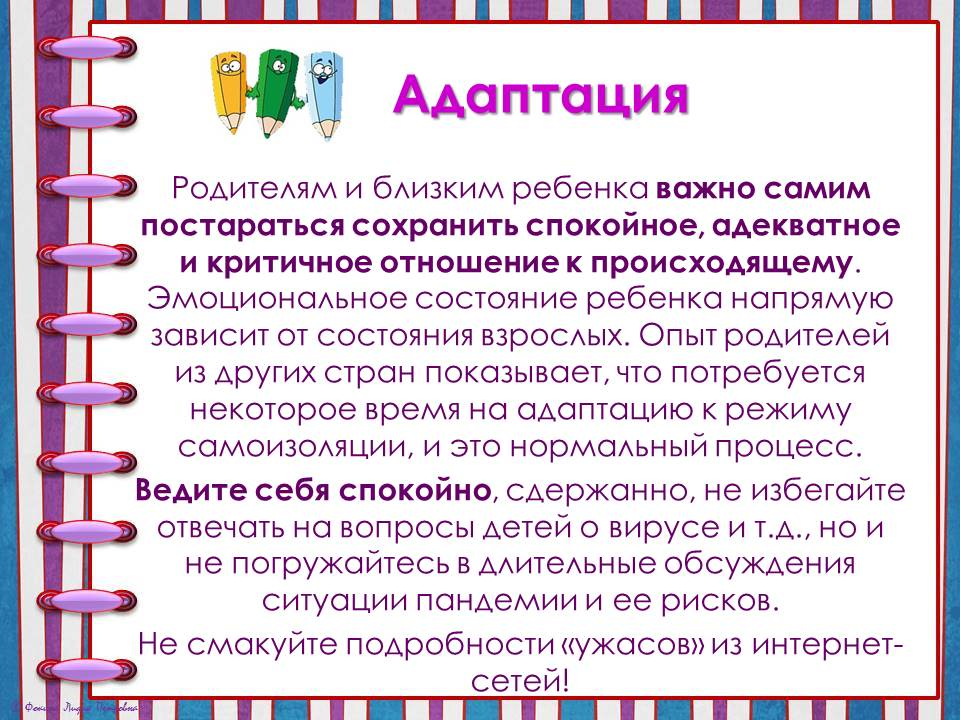 Адаптация
Родителям и близким ребенка важно самим
постараться сохранить спокойное, адекватное
и критичное отношение к происходящему.
Эмоциональное состояние ребенка напрямую
зависит от состояния взрослых. Опыт родителей
из других стран показывает, что потребуется
некоторое время на адаптацию к режиму
самоизоляции, и это нормальный процесс.
Ведите себя спокойно, сдержанно, не избегайте
отвечать на вопросы детей о вирусе и т.д., но и
не погружайтесь в длительные обсуждения
ситуации пандемии и ее рисков.
Не смакуйте подробности «ужасов» из интернет-
сетей!
Лидия Петровна